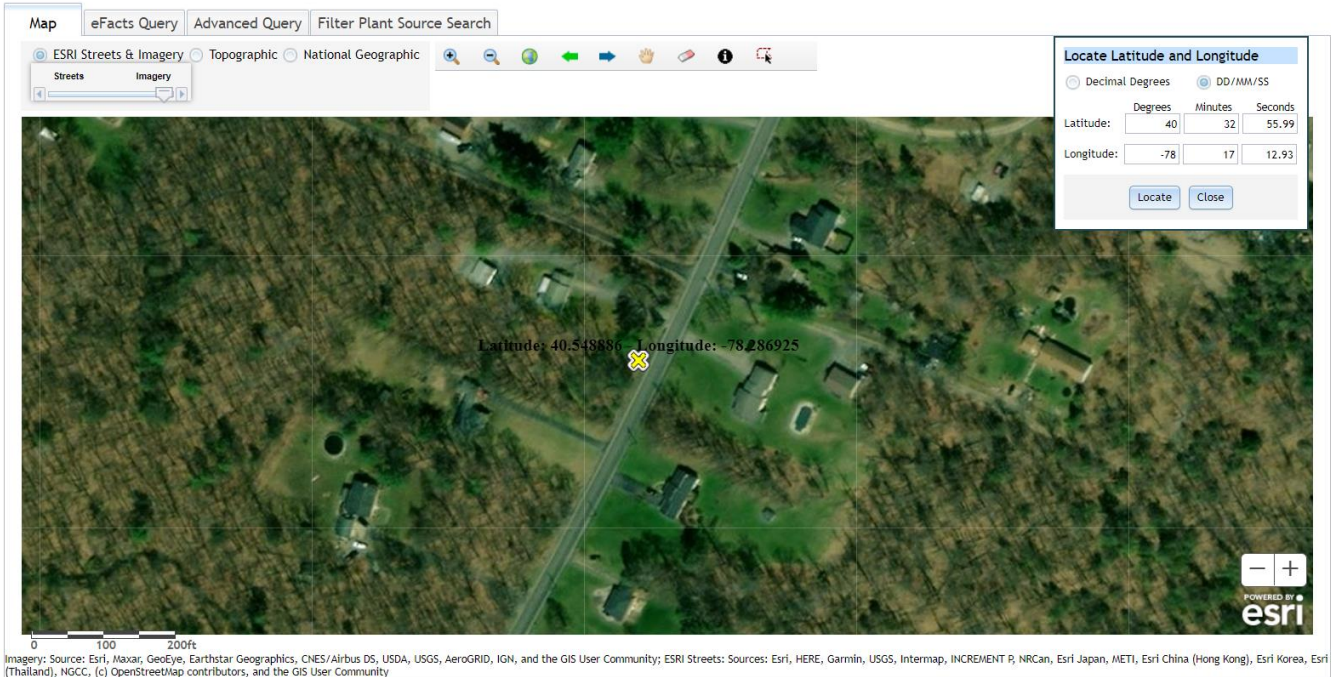 Map eFacts Query Advanced Query Filter Plant Source Search
ESRI Streets & Imagery Topographic National Geographic
Streets Imagery
Locate Latitude and Longitude
Decimal Degrees DD/MM/SS
Degrees Minutes Seconds
Latitude: 40 32 55.99
Longitude: -78 17 12.93
Locate Close
Latitude: 40.548886 Longitude: -78.286925
POWERED BY
esri
0 100 200ft
Imagery: Source: Esri, Maxar, GeoEye, Earthstar Geographics, CNES/Airbus DS, USDA, USGS, AeroGRID, IGN, and the GIS User Community; ESRI Streets: Sources: Esri, HERE, Garmin, USGS, Intermap, INCREMENT P, NRCan, Esri Japan, METI, Esri China (Hong Kong), Esri Korea, Esri
(Thailand), NGCC, (c) OpenStreetMap contributors, and the GIS User Community